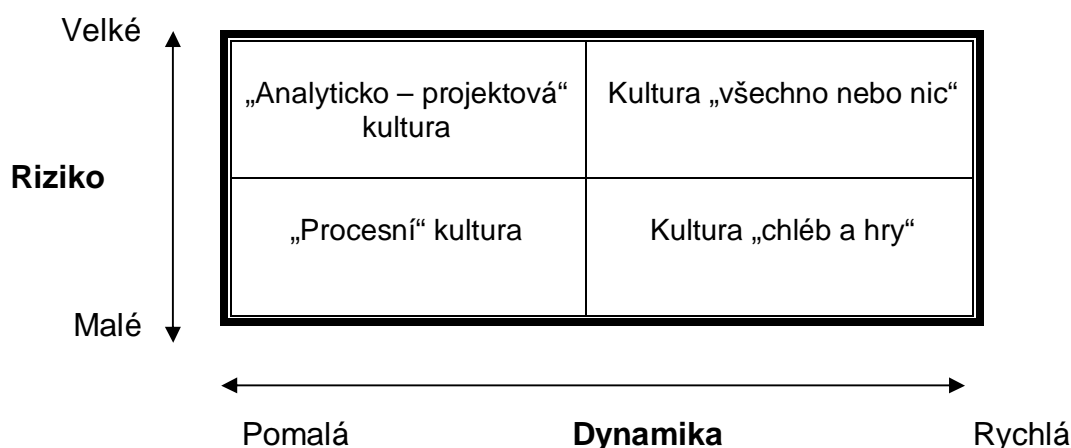 Velké
„Analyticko – projektová“
kultura
Kultura „všechno nebo nic“
Riziko
„Procesní“ kultura
Kultura „chléb a hry“
Malé
Pomalá
Dynamika
Rychlá